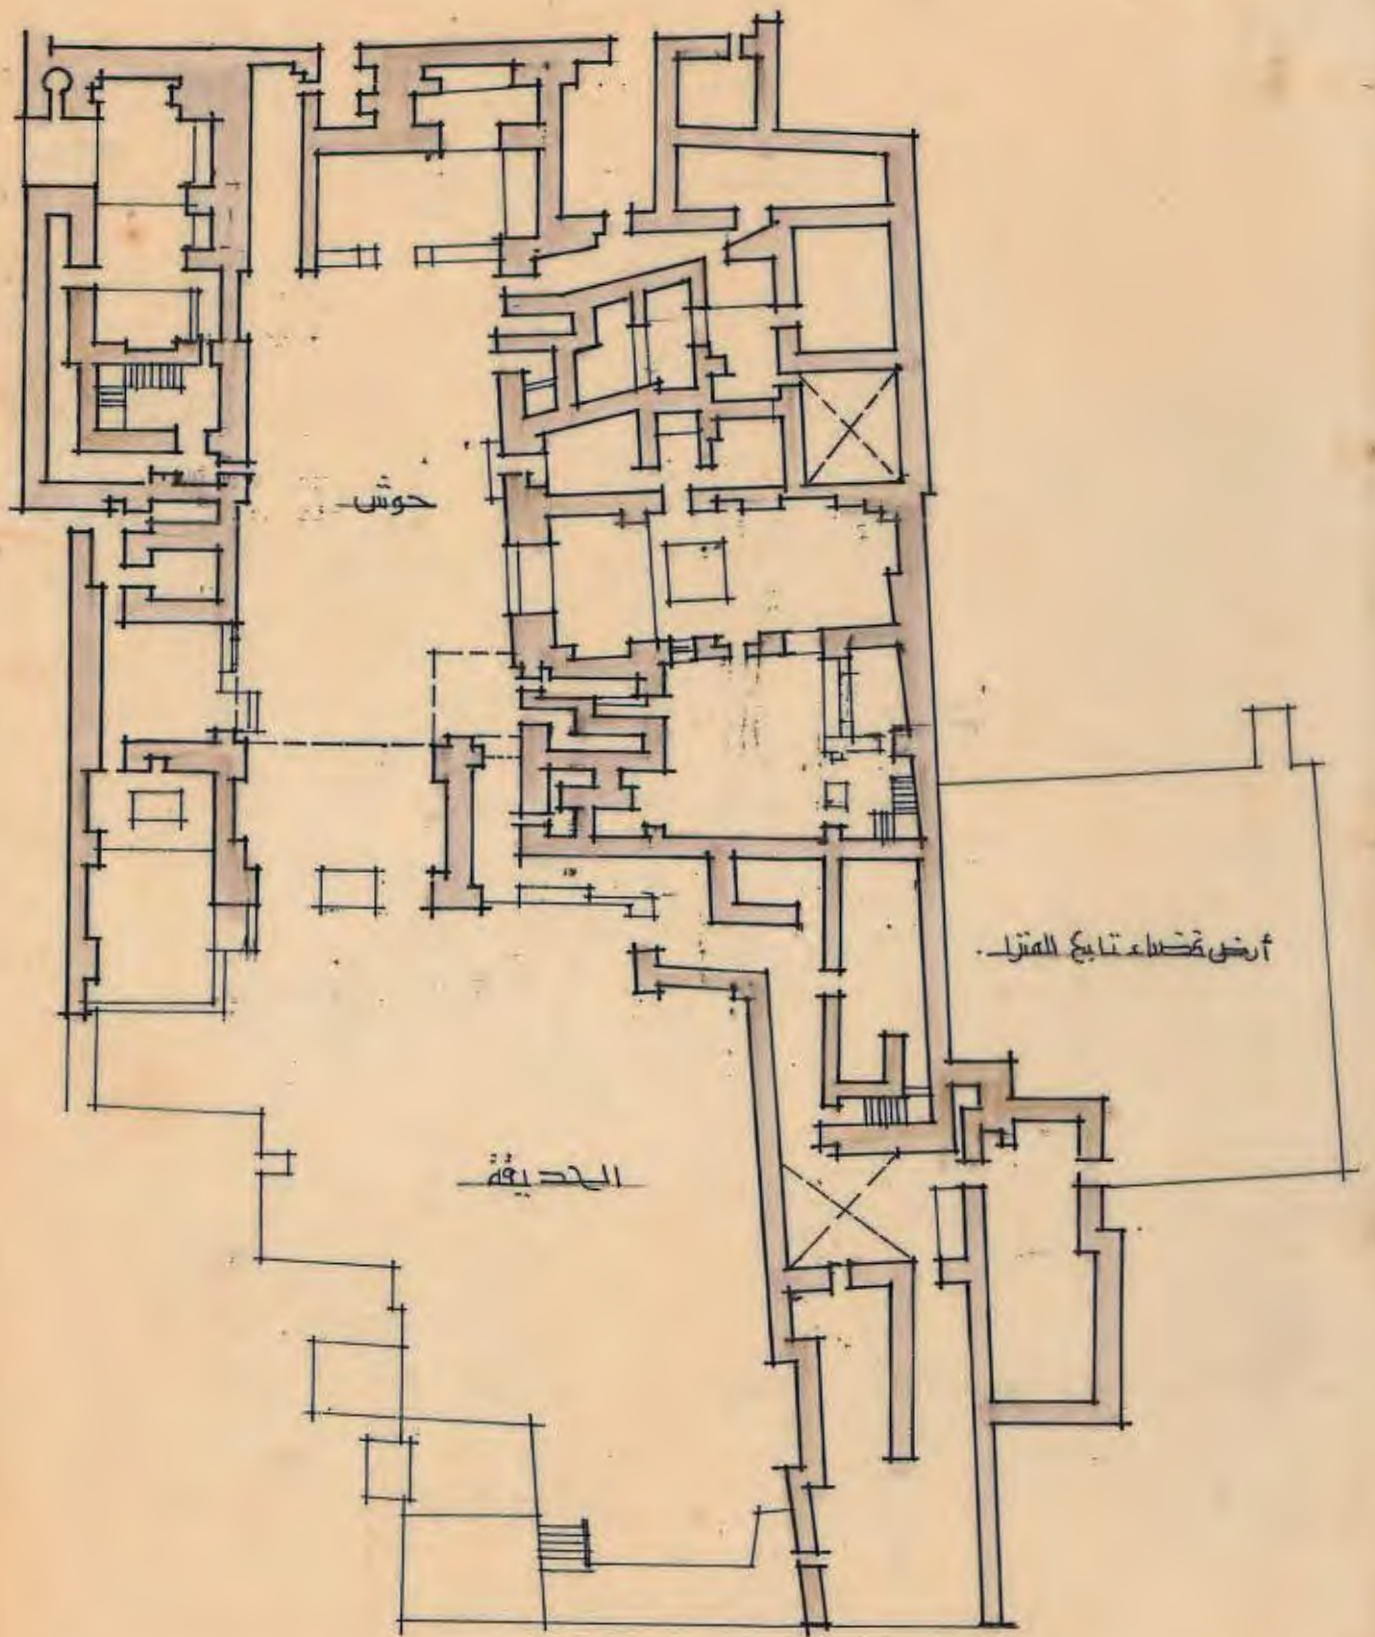 حوش
أرض فضاء تابع المنزل
الحديقة